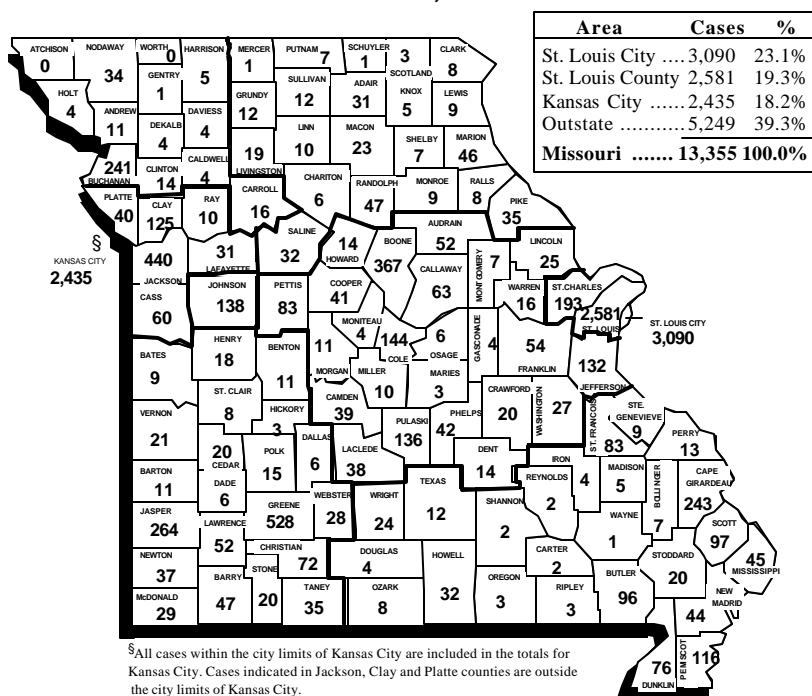 Area Cases %
St. Louis City .... 3,090 23.1%
St. Louis County 2,581 19.3%
Kansas City ...... 2,435 18.2%
Outstate .......... 5,249 39.3%
Missouri ....... 13,355 100.0%
ATCHISON 0
NODAWAY 34
WORTH 0
HARRISON 5
MERCER 1
PUTNAM 7
SCHUYLER 1
SCOTLAND 3
CLARK 8
HOLT 4
GENTRY 1
SULLIVAN 12
ADAIR 31
KNOX 5
LEWIS 9
ANDREW 11
DEKALB 4
DAVIESS 4
GRUNDY 12
LINN 10
MACON 23
SHELBY 7
MARION 46
241 BUCHANAN
CLINTON 14
CALDWELL 4
19 LIVINGSTON
CHARITON 6
RANDOLPH 47
MONROE 9
RALLS 8
PIKE 35
PLATTE 40
CLAY 125
RAY 10
CARROLL 16
SALINE 32
14 HOWARD
BOONE 367
AUDRAIN 52
§
KANSAS CITY 2,435
440 JACKSON
31 LAFAYETTE
CALLAWAY 63
MONTGOMERY 7
LINCOLN 25
WARREN 16
ST.CHARLES 193
2,581 ST. LOUIS
ST. LOUIS CITY 3,090
CASS 60
JOHNSON 138
PETTIS 83
COOPER 41
MONITEAU 4
144 COLE
6 OSAGE
GASCONADE 4
54 FRANKLIN
132 JEFFERSON
BATES 9
HENRY 18
BENTON 11
11 MORGAN
MILLER 10
MARIES 3
CRAWFORD 20
WASHINGTON 27
ST. FRANCOIS 83
STE. GENEVIEVE 9
PERRY 13
VERNON 21
ST. CLAIR 8
HICKORY 3
CAMDEN 39
PULASKI 136
PHELPS 42
DENT 14
IRON 4
MADISON 5
BOLLINGER 7
CAPE GIRARDEAU 243
BARTON 11
20 CEDAR
POLK 15
DALLAS 6
LACLEDE 38
TEXAS 12
REYNOLDS 2
DADE 6
JASPER 264
GREENE 528
WEBSTER 28
WRIGHT 24
SHANNON 2
WAYNE 1
SCOTT 97
LAWRENCE 52
CHRISTIAN 72
DOUGLAS 4
HOWELL 32
CARTER 2
BUTLER 96
STODDARD 20
45 MISSISSIPPI
NEWTON 37
BARRY 47
STONE 20
TANEY 35
OZARK 8
OREGON 3
RIPLEY 3
NEW MADRID 44
McDONALD 29
76 DUNKLIN
PEMISCOT 116
§All cases within the city limits of Kansas City are included in the totals for
Kansas City. Cases indicated in Jackson, Clay and Platte counties are outside
the city limits of Kansas City.